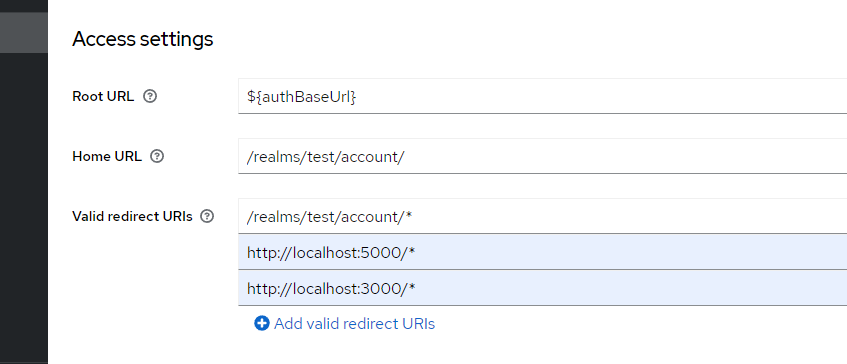 Access settings
Root URL
${authBaseUrl}
Home URL
/realms/test/account/
Valid redirect URIs
/realms/test/account/*
http://localhost:5000/*
http://localhost:3000/*
Add valid redirect URIs